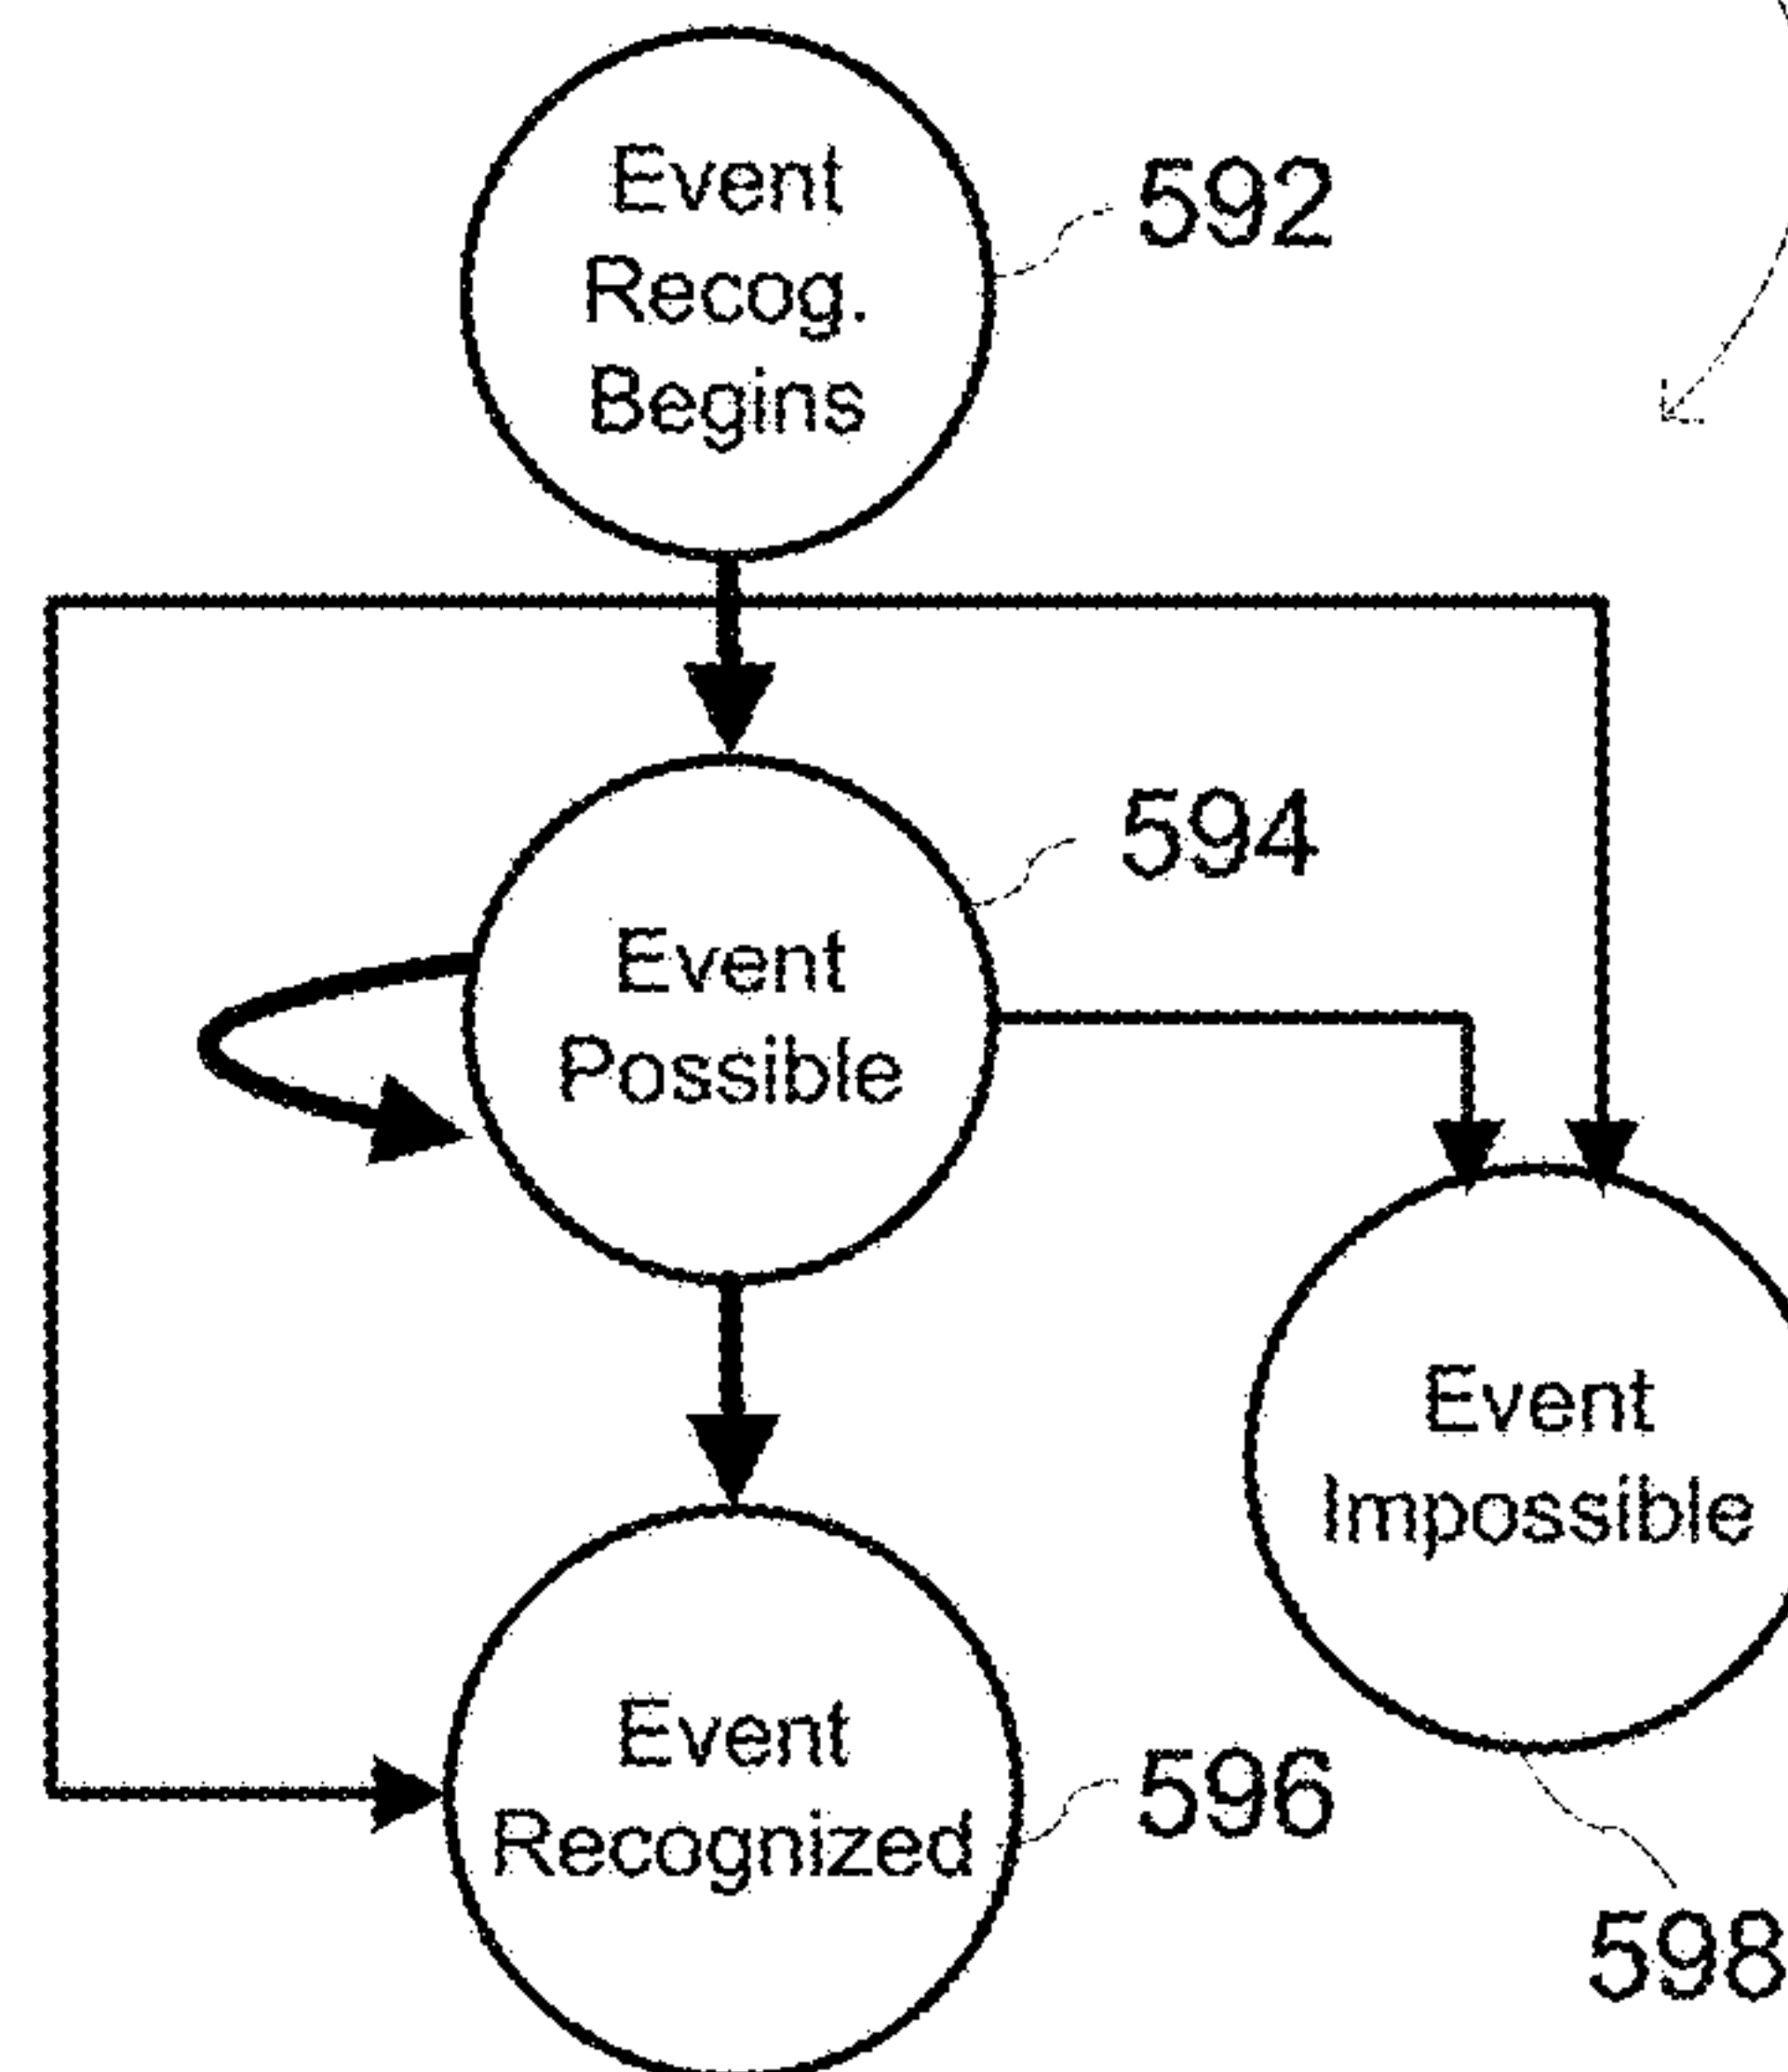 Event
Recog.
Begins
592
594
Event
Possible
Event
Impossible
Event
Recognized
596
598